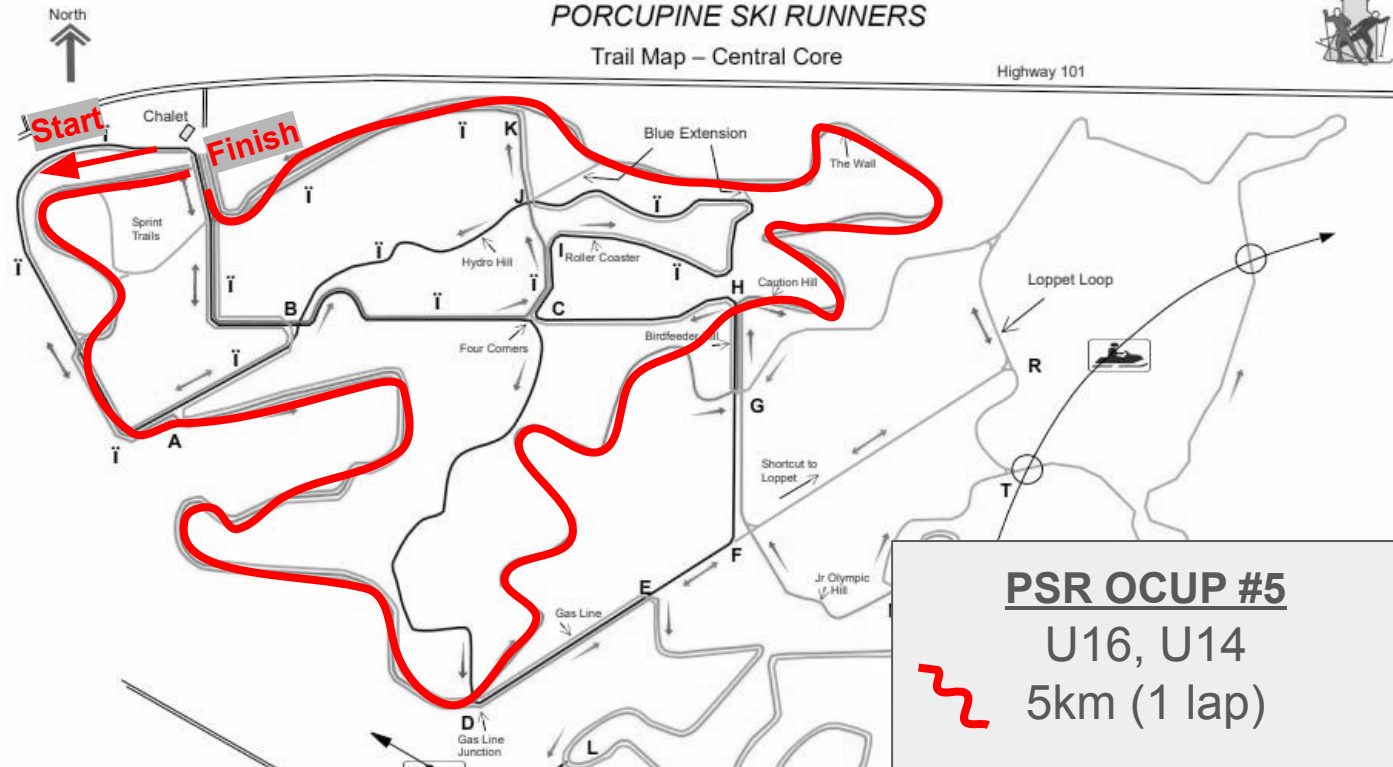 North
PORCUPINE SKI RUNNERS
Trail Map – Central Core
Highway 101
Start
Chalet
Finish
ï
ï
K
Blue Extension
The Wall
ï
J
ï
Sprint
Trails
ï
Hydro Hill
I
Roller Coaster
ï
ï
ï
ï
ï
B
C
H
Caution Hill
Loppet Loop
Four Corners
Birdfeeder Hill
ï
R
A
ï
G
Shortcut to
Loppet
T
F
E
Jr Olympic
Hill
Gas Line
D
Gas Line
Junction
L
PSR OCUP #5
U16, U14
5km (1 lap)